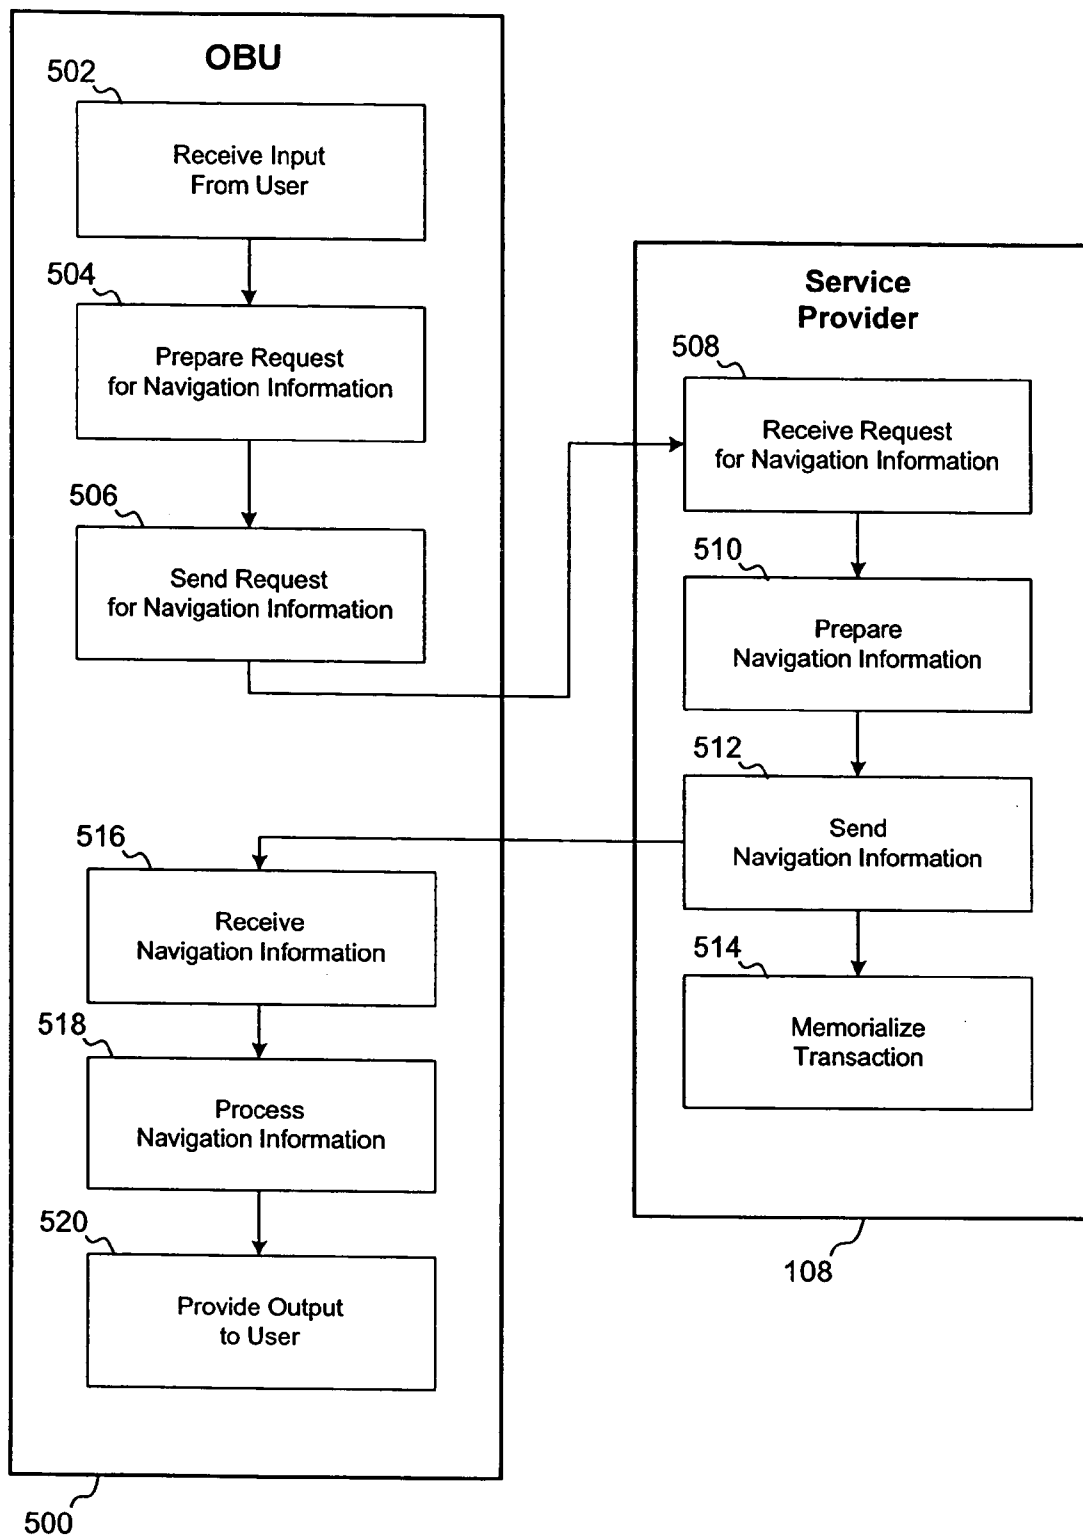 OBU
502
Receive Input
From User
504
Prepare Request
for Navigation Information
506
Send Request
for Navigation Information
Service
Provider
508
Receive Request
for Navigation Information
510
Prepare
Navigation Information
512
Send
Navigation Information
514
Memorialize
Transaction
108
516
Receive
Navigation Information
518
Process
Navigation Information
520
Provide Output
to User
500